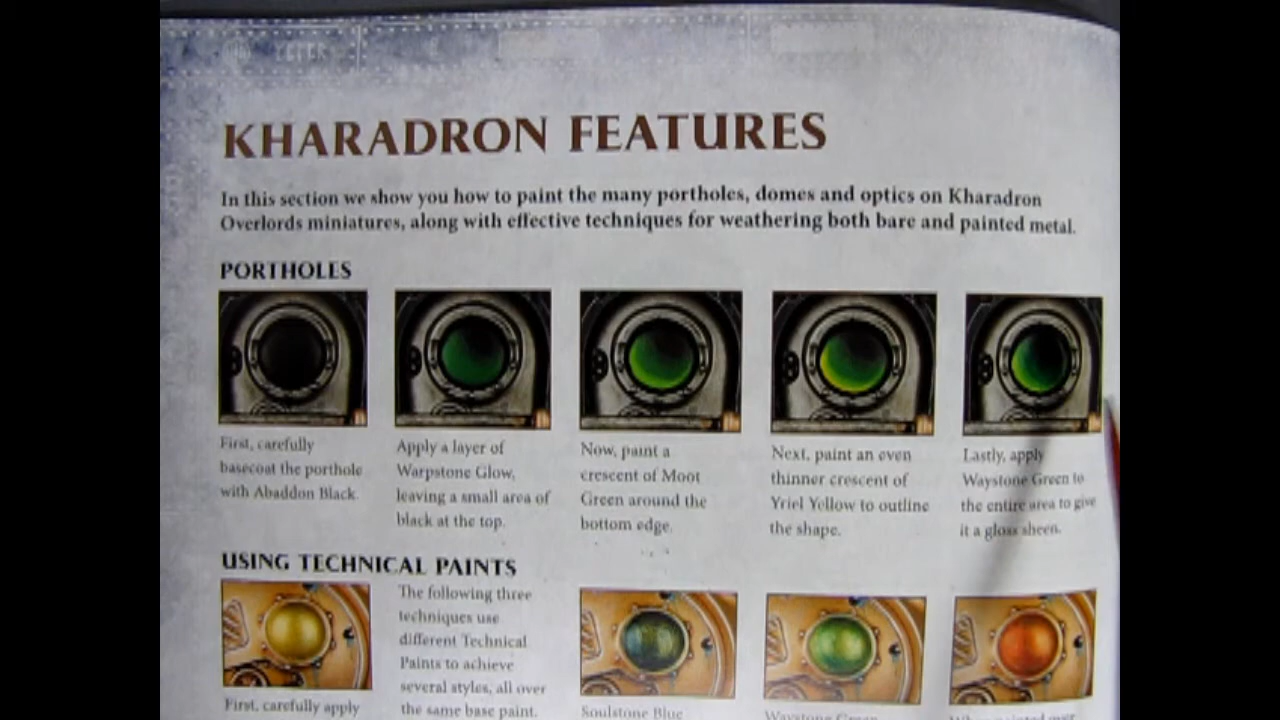 KHARADRON FEATURES
In this section we show you how to paint the many portholes, domes and optics on Kharadron
Overlords miniatures, along with effective techniques for weathering both bare and painted metal.
PORTHOLES
First, carefully
basecoat the porthole
with Abaddon Black.
Apply a layer of
Warpstone Glow,
leaving a small area of
black at the top.
Now, paint a
crescent of Moot
Green around the
bottom edge.
Next, paint an even
thinner crescent of
Yriel Yellow to outline
the shape.
Lastly, apply
Waystone Green to
the entire area to give
it a gloss sheen.
USING TECHNICAL PAINTS
First, carefully apply
The following three
techniques use
different Technical
Paints to achieve
several styles, all over
the same base paint.
Soulstone Blue
Waystone Green
When painted over